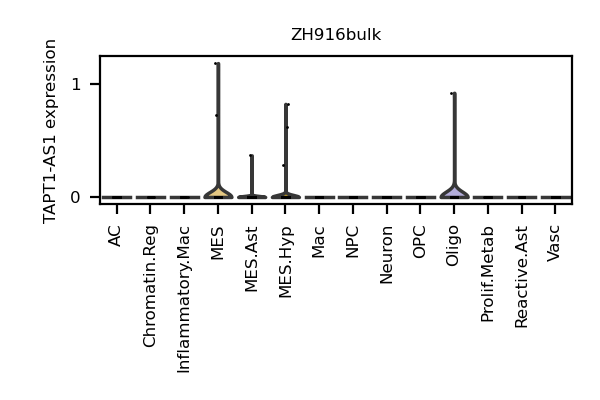 ZH916bulk
TAPT1-AS1 expression
1
0
AC
Chromatin.Reg
Inflammatory.Mac
MES
MES.Ast
MES.Hyp
Mac
NPC
Neuron
OPC
Oligo
Prolif.Metab
Reactive.Ast
Vasc